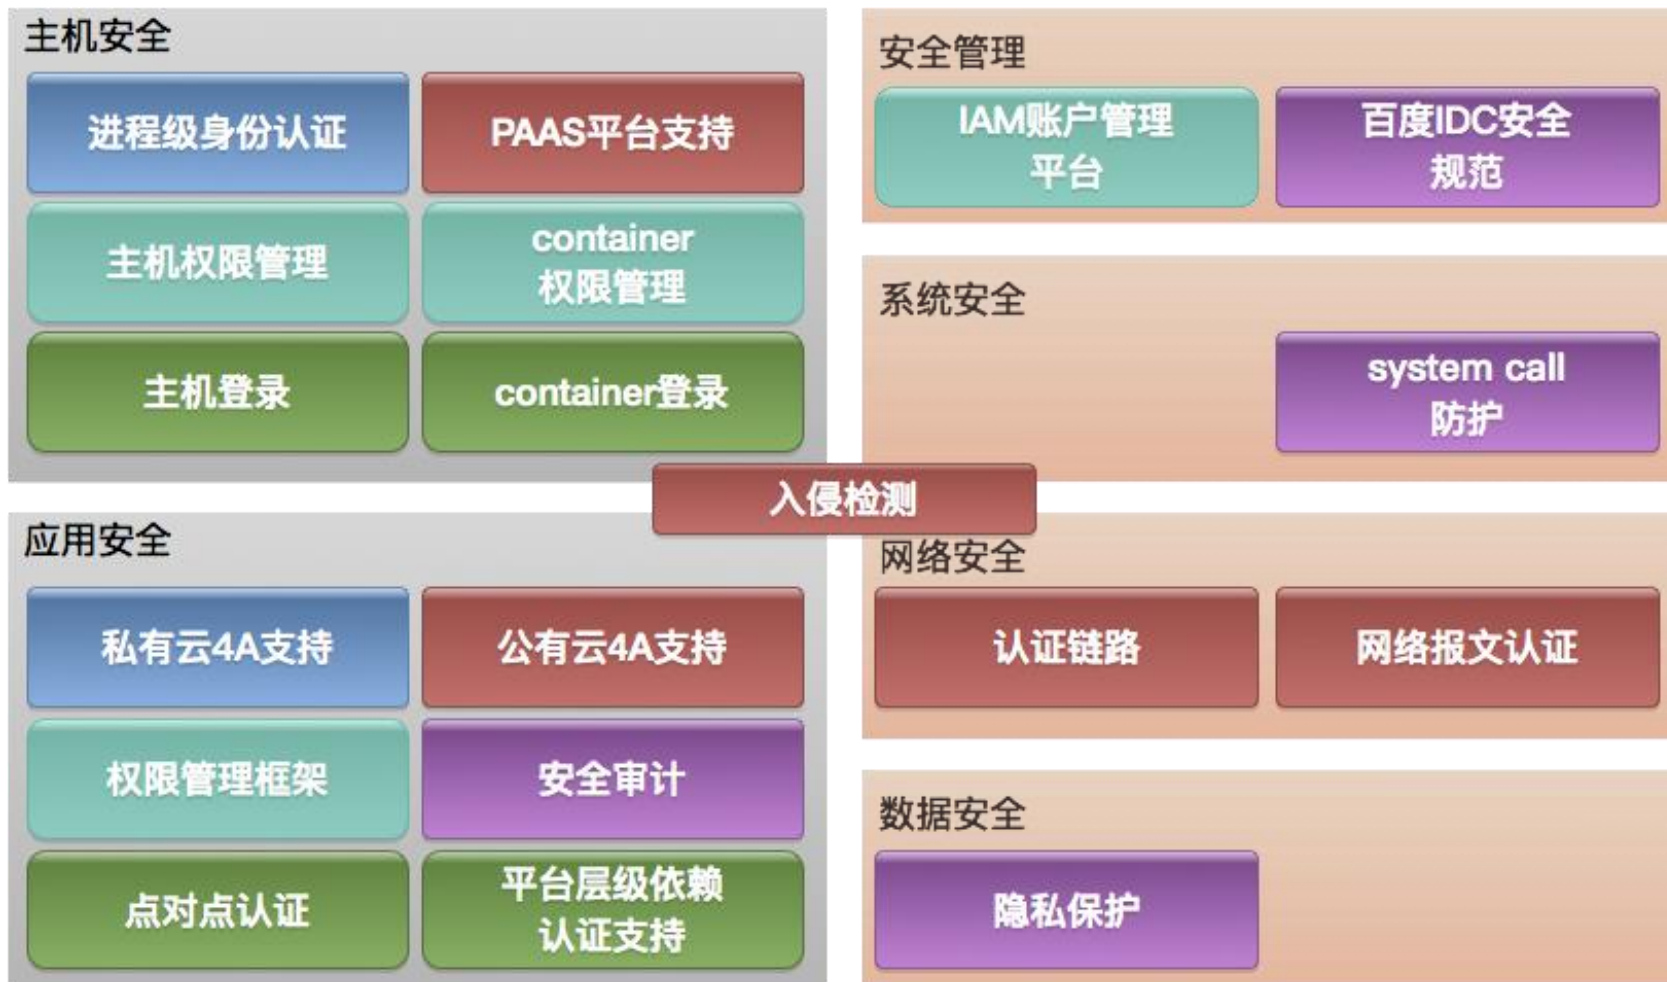 主机安全
进程级身份认证
PAAS平台支持
主机权限管理
container
权限管理
主机登录
container登录
安全管理
IAM账户管理
平台
百度IDC安全
规范
系统安全
system call
防护
入侵检测
应用安全
私有云4A支持
公有云4A支持
权限管理框架
安全审计
点对点认证
平台层级依赖
认证支持
网络安全
认证链路
网络报文认证
数据安全
隐私保护